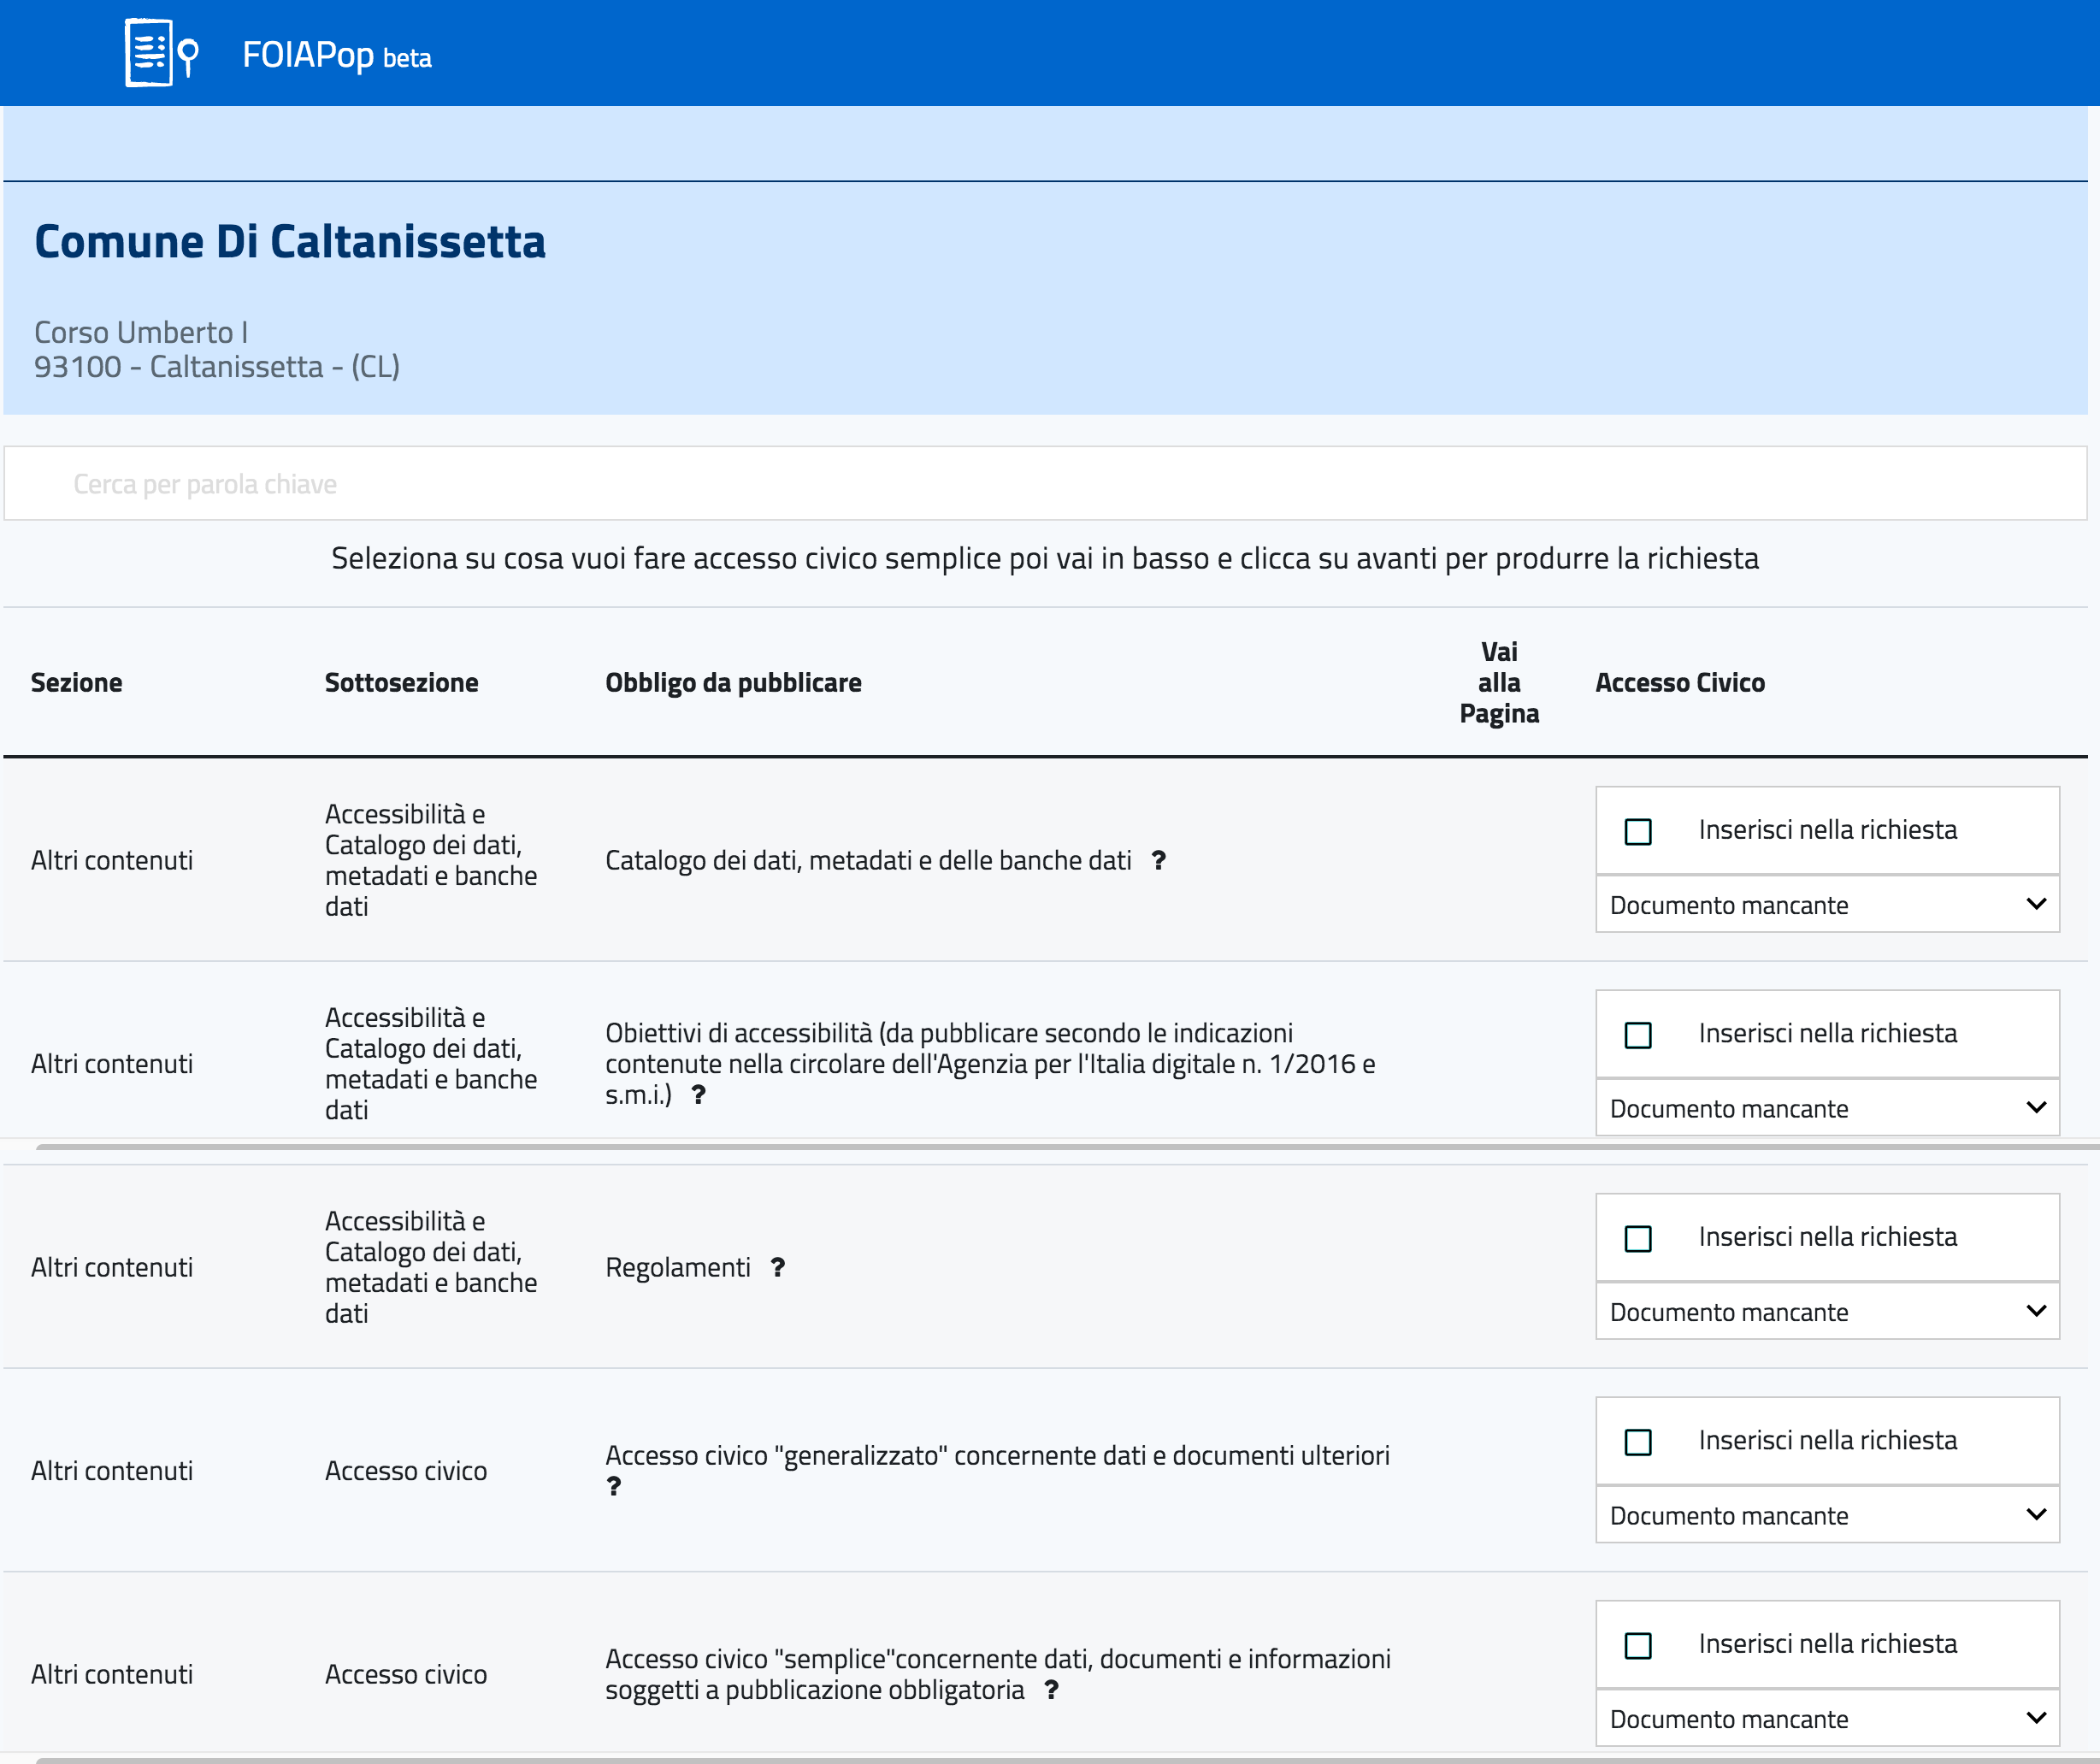 FOIAPop beta
Comune Di Caltanissetta
Corso Umberto I
93100 - Caltanissetta - (CL)
Cerca per parola chiave
Seleziona su cosa vuoi fare accesso civico semplice poi vai in basso e clicca su avanti per produrre la richiesta
Sezione
Sottosezione
Obbligo da pubblicare
Vai
alla
Pagina
Accesso Civico
Altri contenuti
Accessibilità e
Catalogo dei dati,
metadati e banche
dati
Catalogo dei dati, metadati e delle banche dati ?
Inserisci nella richiesta
Documento mancante
Altri contenuti
Accessibilità e
Catalogo dei dati,
metadati e banche
dati
Obiettivi di accessibilità (da pubblicare secondo le indicazioni
contenute nella circolare dell'Agenzia per l'Italia digitale n. 1/2016 e
s.m.i.) ?
Inserisci nella richiesta
Documento mancante
Altri contenuti
Accessibilità e
Catalogo dei dati,
metadati e banche
dati
Regolamenti ?
Inserisci nella richiesta
Documento mancante
Altri contenuti
Accesso civico
Accesso civico "generalizzato" concernente dati e documenti ulteriori
?
Inserisci nella richiesta
Documento mancante
Altri contenuti
Accesso civico
Accesso civico "semplice"concernente dati, documenti e informazioni
soggetti a pubblicazione obbligatoria ?
Inserisci nella richiesta
Documento mancante